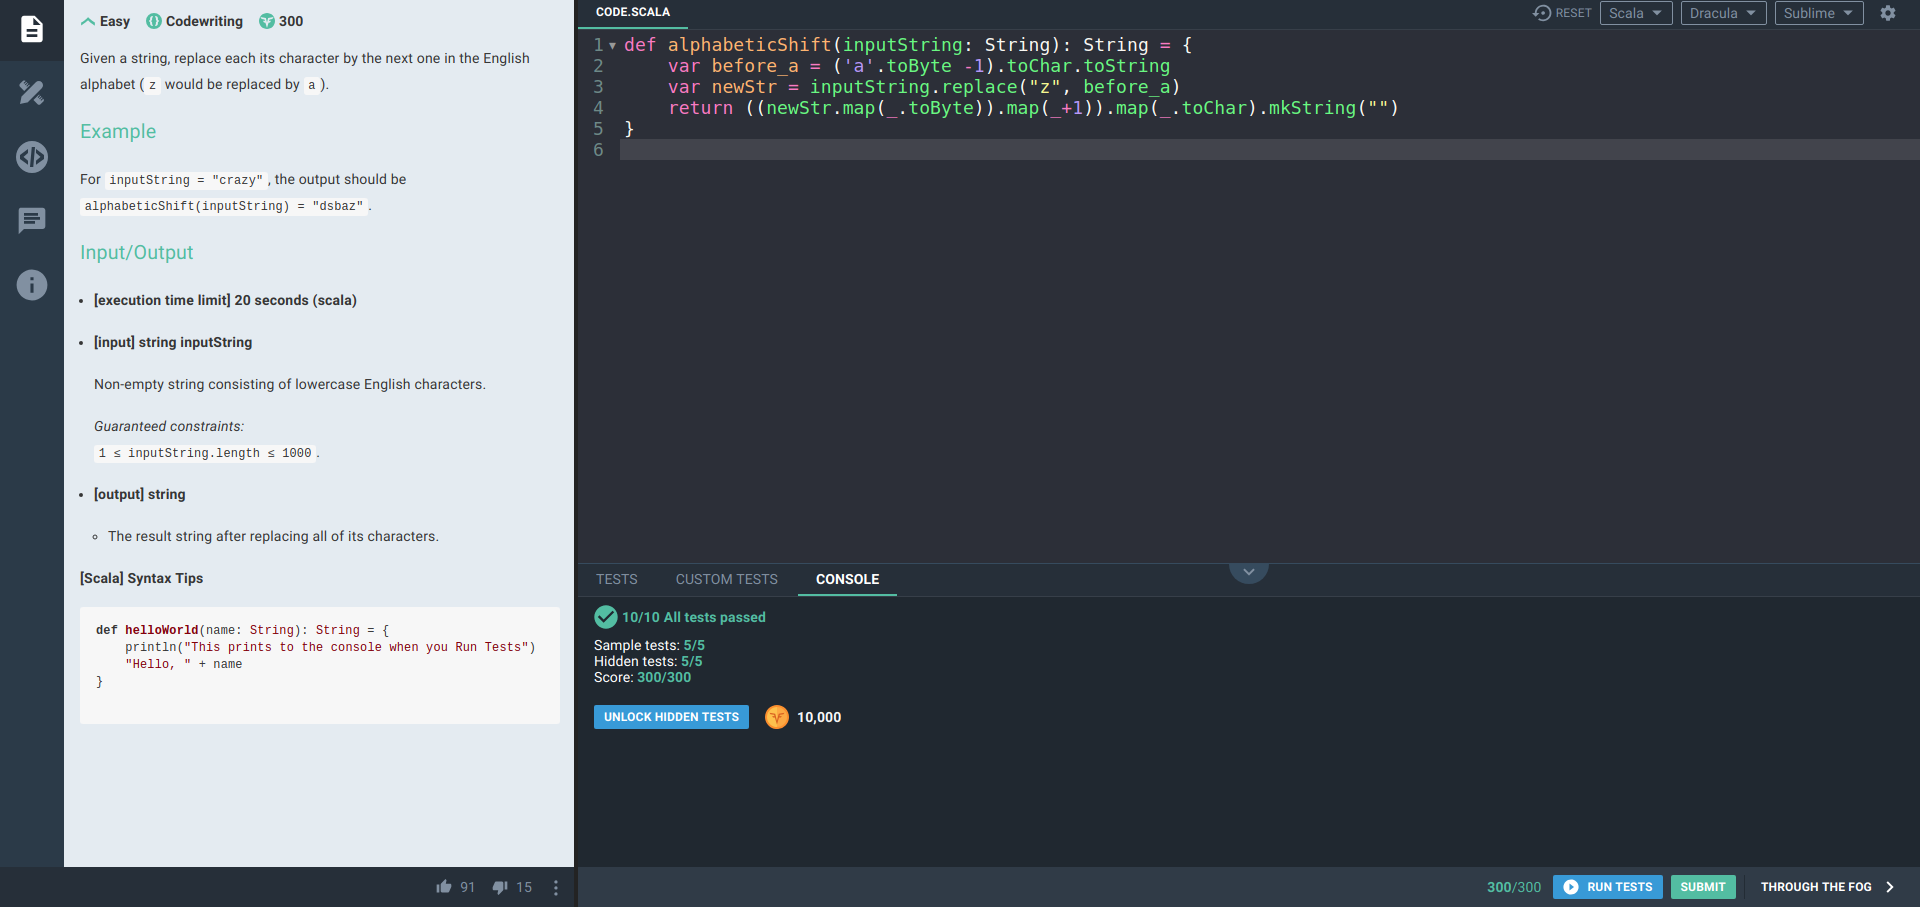 Easy Codewriting 300
Given a string, replace each its character by the next one in the English
alphabet ( z would be replaced by a ).
Example
For inputString = "crazy", the output should be
alphabeticShift(inputString) = "dsbaz".
Input/Output
[execution time limit] 20 seconds (scala)
[input] string inputString
Non-empty string consisting of lowercase English characters.
Guaranteed constraints:
1 ≤ inputString.length ≤ 1000 .
[output] string
The result string after replacing all of its characters.
[Scala] Syntax Tips
def helloWorld(name: String): String = {
    println("This prints to the console when you Run Tests")
    "Hello, " + name
}
91 15
CODE.SCALA
RESET Scala Dracula Sublime
1 def alphabeticShift(inputString: String): String = {
2     var before_a = ('a'.toByte -1).toChar.toString
3     var newStr = inputString.replace("z", before_a)
4     return ((newStr.map(_.toByte)).map(_+1)).map(_.toChar).mkString("")
5 }
6
TESTS CUSTOM TESTS CONSOLE
10/10 All tests passed
Sample tests: 5/5
Hidden tests: 5/5
Score: 300/300
UNLOCK HIDDEN TESTS 10,000
300/300 RUN TESTS SUBMIT THROUGH THE FOG